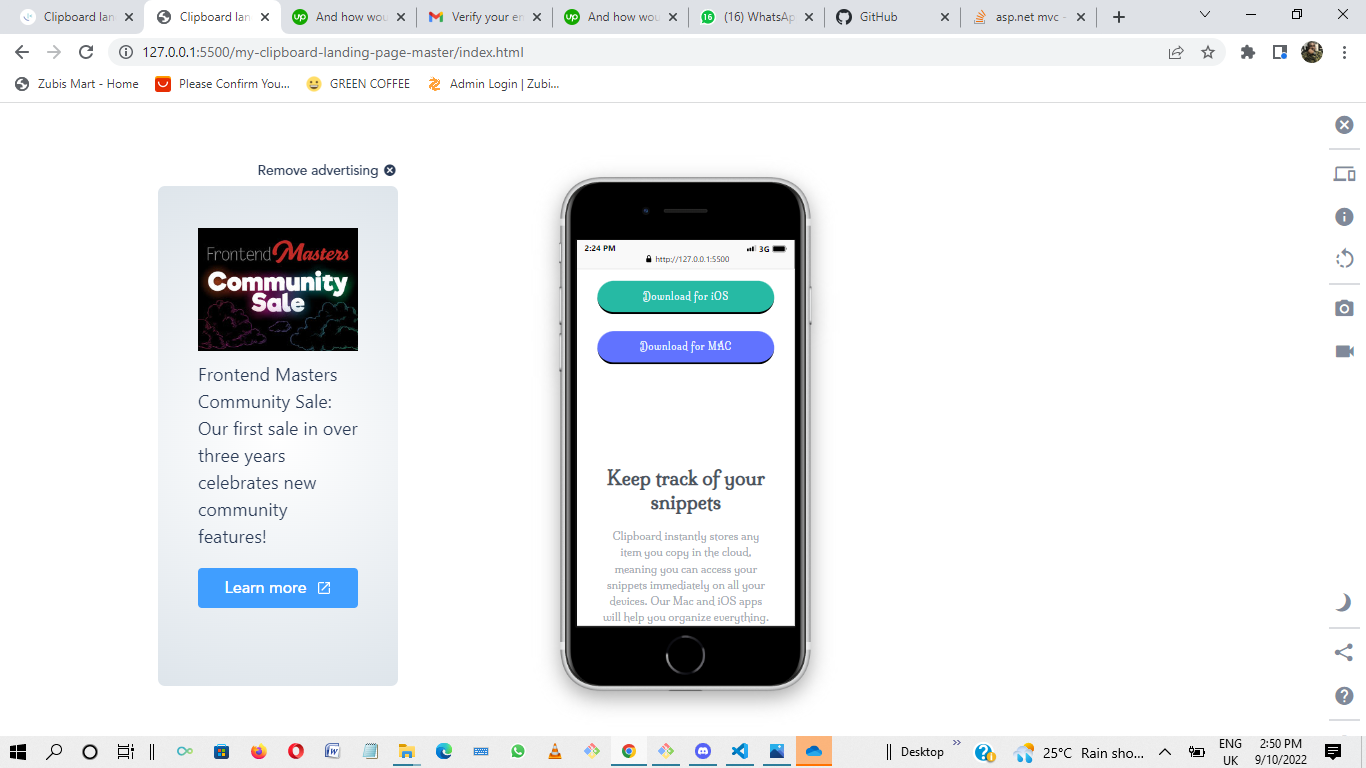 Clipboard lan
Clipboard lan
And how wou
Verify your em
And how wou
(16) WhatsAp
GitHub
asp.net mvc -
127.0.0.1:5500/my-clipboard-landing-page-master/index.html
Zubis Mart - Home
Please Confirm You...
GREEN COFFEE
Admin Login | Zubi...
Remove advertising
Frontend Masters
Community
Sale
Frontend Masters
Community Sale:
Our first sale in over
three years
celebrates new
community
features!
Learn more
2:24 PM
3G
http://127.0.0.1:5500
Download for iOS
Download for MAC
Keep track of your
snippets
Clipboard instantly stores any
item you copy in the cloud,
meaning you can access your
snippets immediately on all your
devices. Our Mac and iOS apps
will help you organize everything.
Desktop
25°C Rain sho...
ENG
UK
2:50 PM
9/10/2022